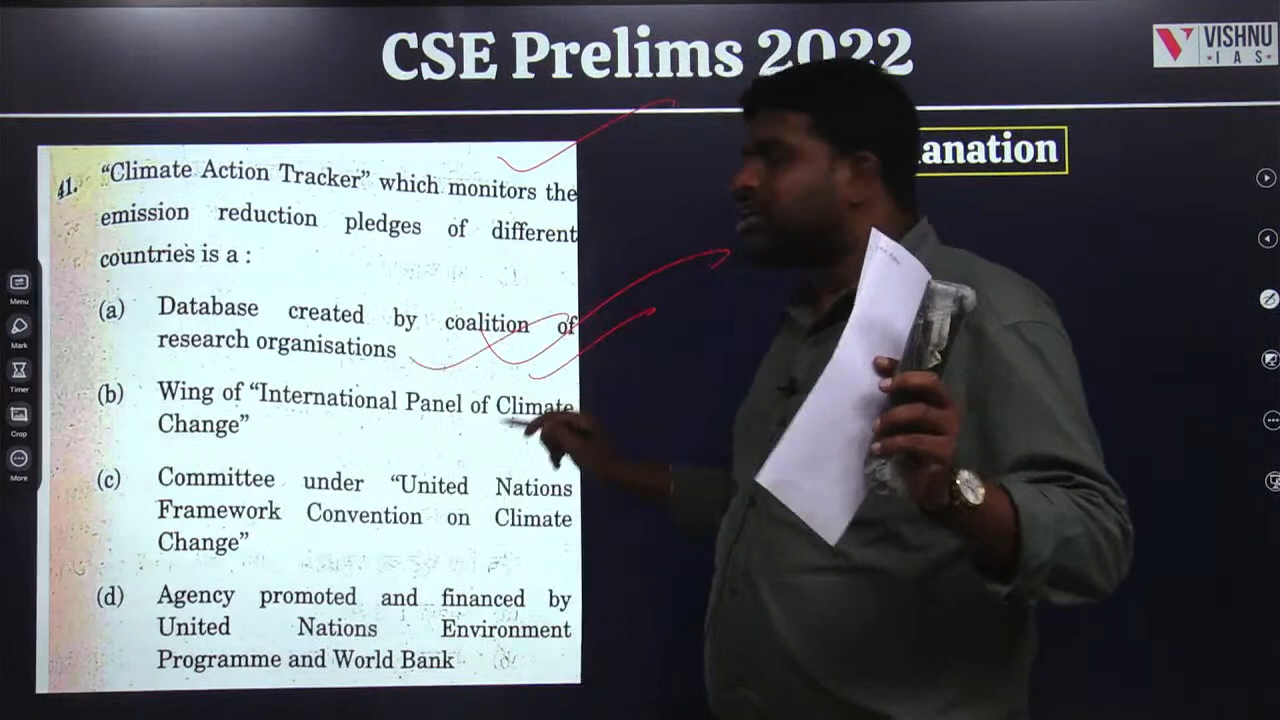 CSE Prelims 2022
VISHNU
IAS
anation
41. "Climate Action Tracker" which monitors the
emission reduction pledges of different
countries is a :
(a) Database created by coalition of
research organisations
(b) Wing of "International Panel of Climate
Change"
(c) Committee under "United Nations
Framework Convention on Climate
Change"
(d) Agency promoted and financed by
United Nations Environment
Programme and World Bank
Menu
Mark
Timer
Crop
More